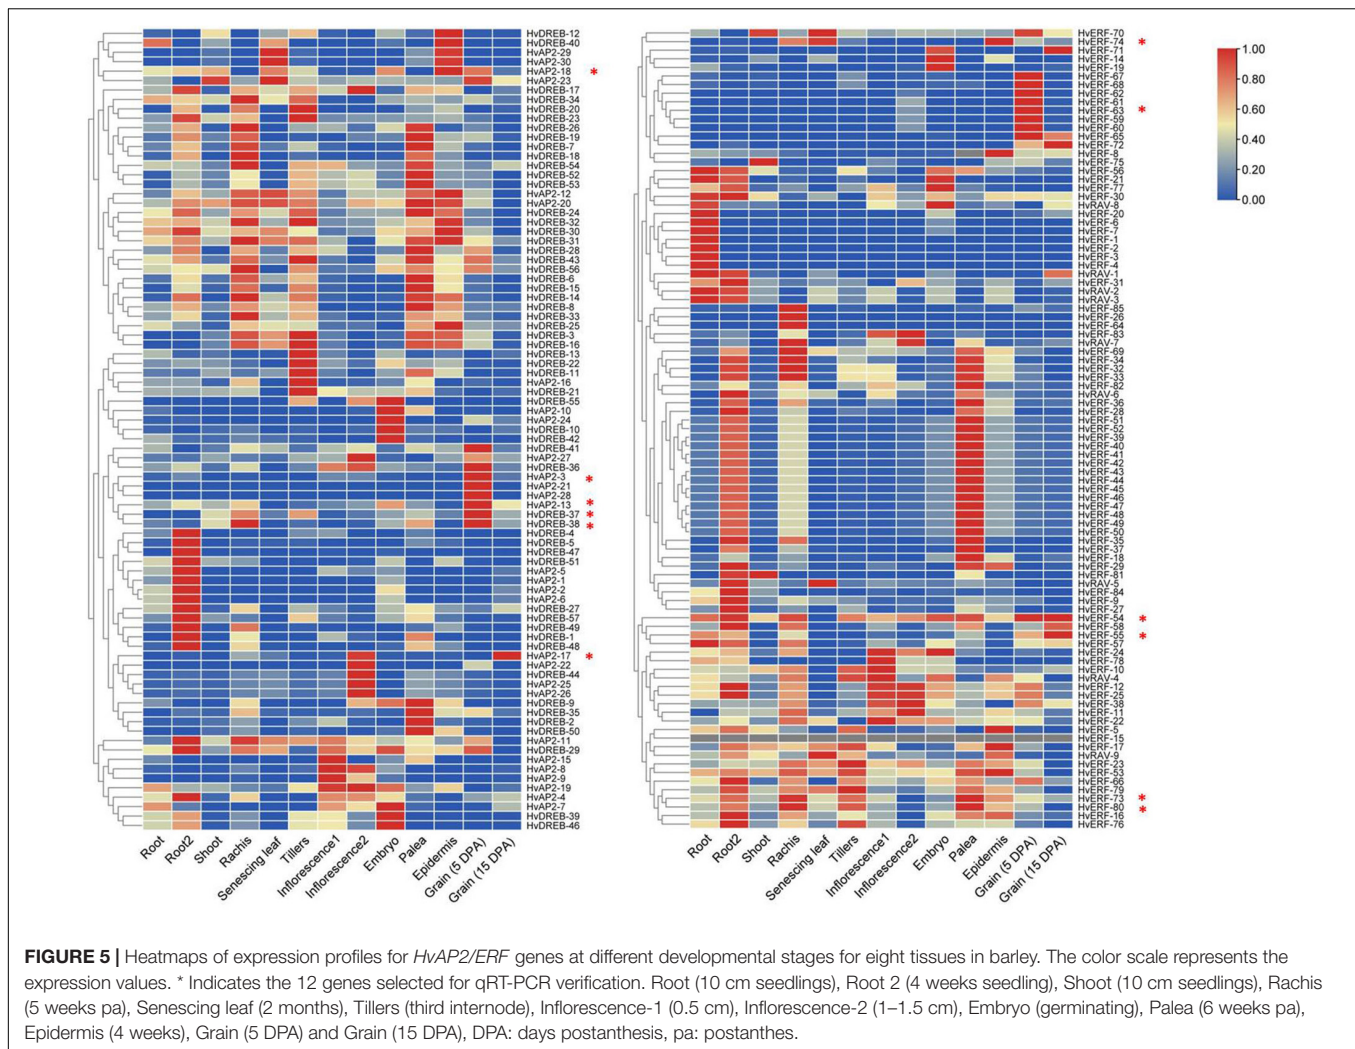 HvDREB-12
HvDREB-40
HvAP2-29
HvAP2-30
HvAP2-18 *
HvAP2-23
HvDREB-17
HvDREB-34
HvDREB-20
HvDREB-23
HvDREB-26
HvDREB-19
HvDREB-7
HvDREB-18
HvDREB-54
HvDREB-52
HvDREB-53
HvAP2-12
HvAP2-20
HvDREB-24
HvDREB-32
HvDREB-30
HvDREB-31
HvDREB-28
HvDREB-43
HvDREB-56
HvDREB-6
HvDREB-15
HvDREB-14
HvDREB-8
HvDREB-33
HvDREB-25
HvDREB-3
HvDREB-16
HvDREB-13
HvDREB-22
HvDREB-11
HvAP2-16
HvDREB-21
HvDREB-55
HvAP2-10
HvAP2-24
HvDREB-10
HvDREB-42
HvDREB-41
HvAP2-27
HvDREB-36
HvAP2-3 *
HvAP2-21
HvAP2-28
HvAP2-13 *
HvDREB-37 *
HvDREB-38 *
HvDREB-4
HvDREB-5
HvDREB-47
HvDREB-51
HvAP2-5
HvAP2-1
HvAP2-2
HvAP2-6
HvDREB-27
HvDREB-57
HvDREB-49
HvDREB-1
HvDREB-48
HvAP2-17 *
HvAP2-22
HvDREB-44
HvAP2-25
HvAP2-26
HvDREB-9
HvDREB-35
HvDREB-2
HvDREB-50
HvAP2-11
HvDREB-29
HvAP2-15
HvAP2-8
HvAP2-9
HvAP2-19
HvAP2-4
HvAP2-7
HvDREB-39
HvDREB-46
Root
Root2
Shoot
Rachis
Senescing leaf
Tillers
Inflorescence1
Inflorescence2
Embryo
Palea
Epidermis
Grain (5 DPA)
Grain (15 DPA)
HvERF-70
HvERF-74 *
HvERF-71
HvERF-14
HvERF-19
HvERF-67
HvERF-68
HvERF-62
HvERF-61
HvERF-63 *
HvERF-59
HvERF-60
HvERF-65
HvERF-72
HvERF-8
HvERF-75
HvERF-56
HvERF-21
HvERF-77
HvERF-30
HvRAV-8
HvERF-20
HvERF-6
HvERF-7
HvERF-1
HvERF-2
HvERF-3
HvERF-4
HvRAV-1
HvERF-31
HvRAV-2
HvRAV-3
HvERF-85
HvERF-26
HvERF-64
HvERF-83
HvRAV-7
HvERF-69
HvERF-34
HvERF-32
HvERF-33
HvERF-82
HvRAV-6
HvERF-36
HvERF-28
HvERF-51
HvERF-52
HvERF-39
HvERF-40
HvERF-41
HvERF-42
HvERF-43
HvERF-44
HvERF-45
HvERF-46
HvERF-47
HvERF-48
HvERF-49
HvERF-50
HvERF-35
HvERF-37
HvERF-18
HvERF-29
HvERF-81
HvRAV-5
HvERF-84
HvERF-9
HvERF-27
HvERF-54 *
HvERF-58
HvERF-55 *
HvERF-57
HvERF-24
HvERF-78
HvERF-10
HvRAV-4
HvERF-12
HvERF-25
HvERF-38
HvERF-11
HvERF-22
HvERF-5
HvERF-15
HvERF-17
HvRAV-9
HvERF-23
HvERF-53
HvERF-66
HvERF-79
HvERF-73 *
HvERF-80 *
HvERF-16
HvERF-76
Root
Root2
Shoot
Rachis
Senescing leaf
Tillers
Inflorescence1
Inflorescence2
Embryo
Palea
Epidermis
Grain (5 DPA)
Grain (15 DPA)
1.00
0.80
0.60
0.40
0.20
0.00
FIGURE 5 | Heatmaps of expression profiles for HvAP2/ERF genes at different developmental stages for eight tissues in barley. The color scale represents the
expression values. * Indicates the 12 genes selected for qRT-PCR verification. Root (10 cm seedlings), Root 2 (4 weeks seedling), Shoot (10 cm seedlings), Rachis
(5 weeks pa), Senescing leaf (2 months), Tillers (third internode), Inflorescence-1 (0.5 cm), Inflorescence-2 (1–1.5 cm), Embryo (germinating), Palea (6 weeks pa),
Epidermis (4 weeks), Grain (5 DPA) and Grain (15 DPA), DPA: days postanthesis, pa: postanthes.